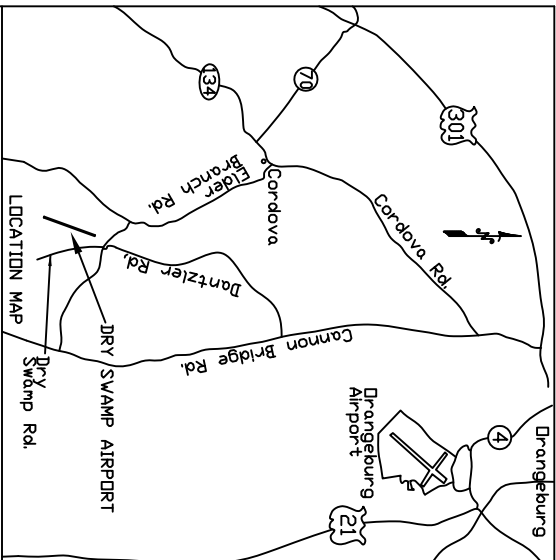 134
70
301
Cordova
Elder
Branch Rd.
Cordova Rd.
Dantzler Rd.
Cannon Bridge Rd.
LOCATION MAP
DRY SWAMP AIRPORT
Dry
Swamp Rd.
Orangeburg
Airport
4
Orangeburg
21